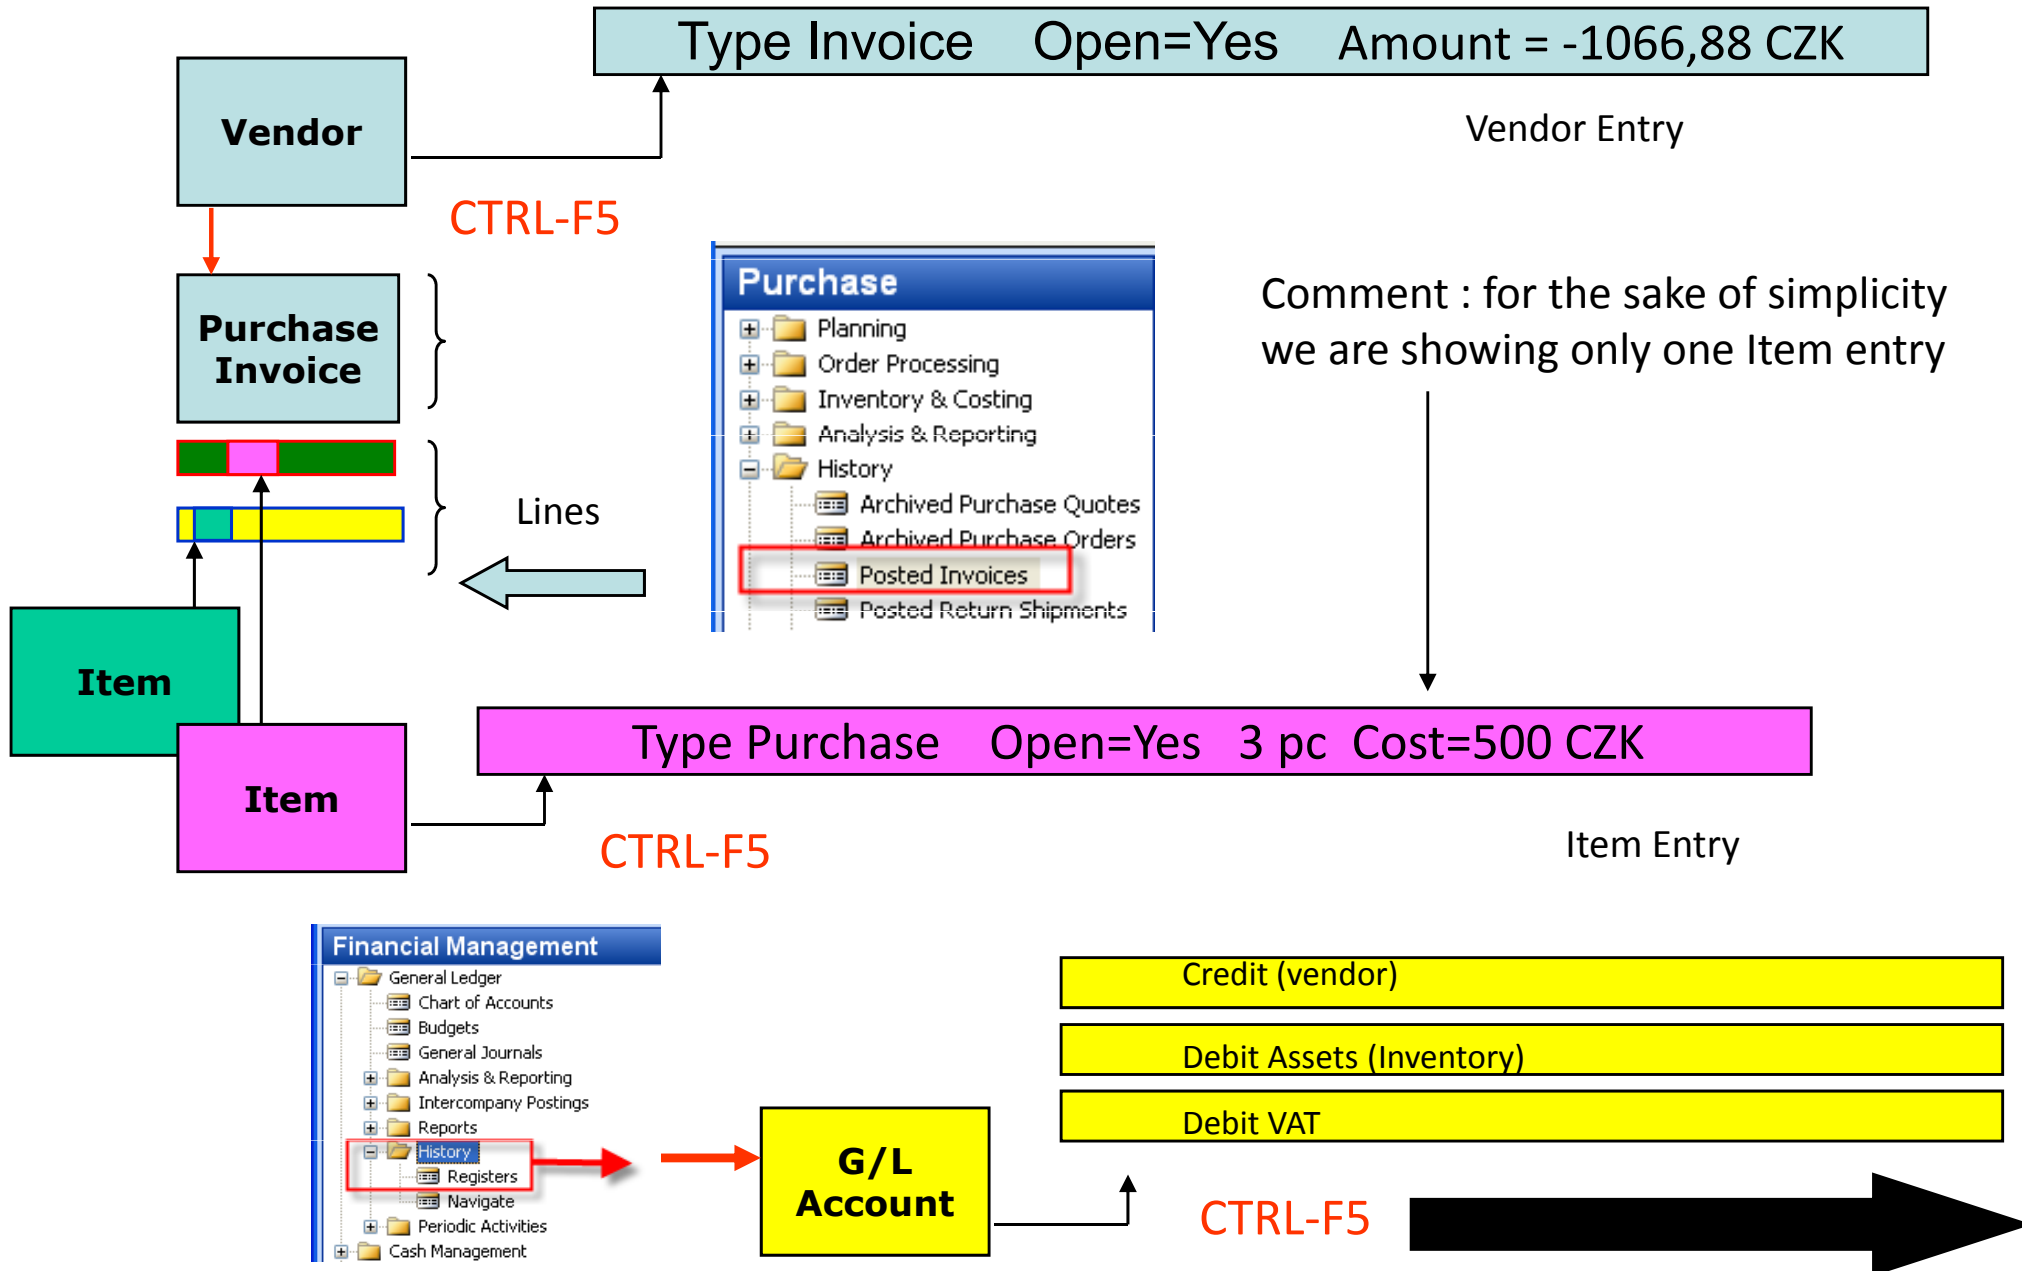 Type Invoice Open=Yes Amount = -1066,88 CZK
Vendor
Vendor Entry
CTRL-F5
Purchase
Invoice
Purchase
Planning
Order Processing
Inventory & Costing
Analysis & Reporting
History
Archived Purchase Quotes
Archived Purchase Orders
Posted Invoices
Posted Return Shipments
Comment : for the sake of simplicity
we are showing only one Item entry
Lines
Item
Item
Type Purchase Open=Yes 3 pc Cost=500 CZK
CTRL-F5
Item Entry
Financial Management
General Ledger
Chart of Accounts
Budgets
General Journals
Analysis & Reporting
Intercompany Postings
Reports
History
Registers
Navigate
Periodic Activities
Cash Management
G/L
Account
Credit (vendor)
Debit Assets (Inventory)
Debit VAT
CTRL-F5